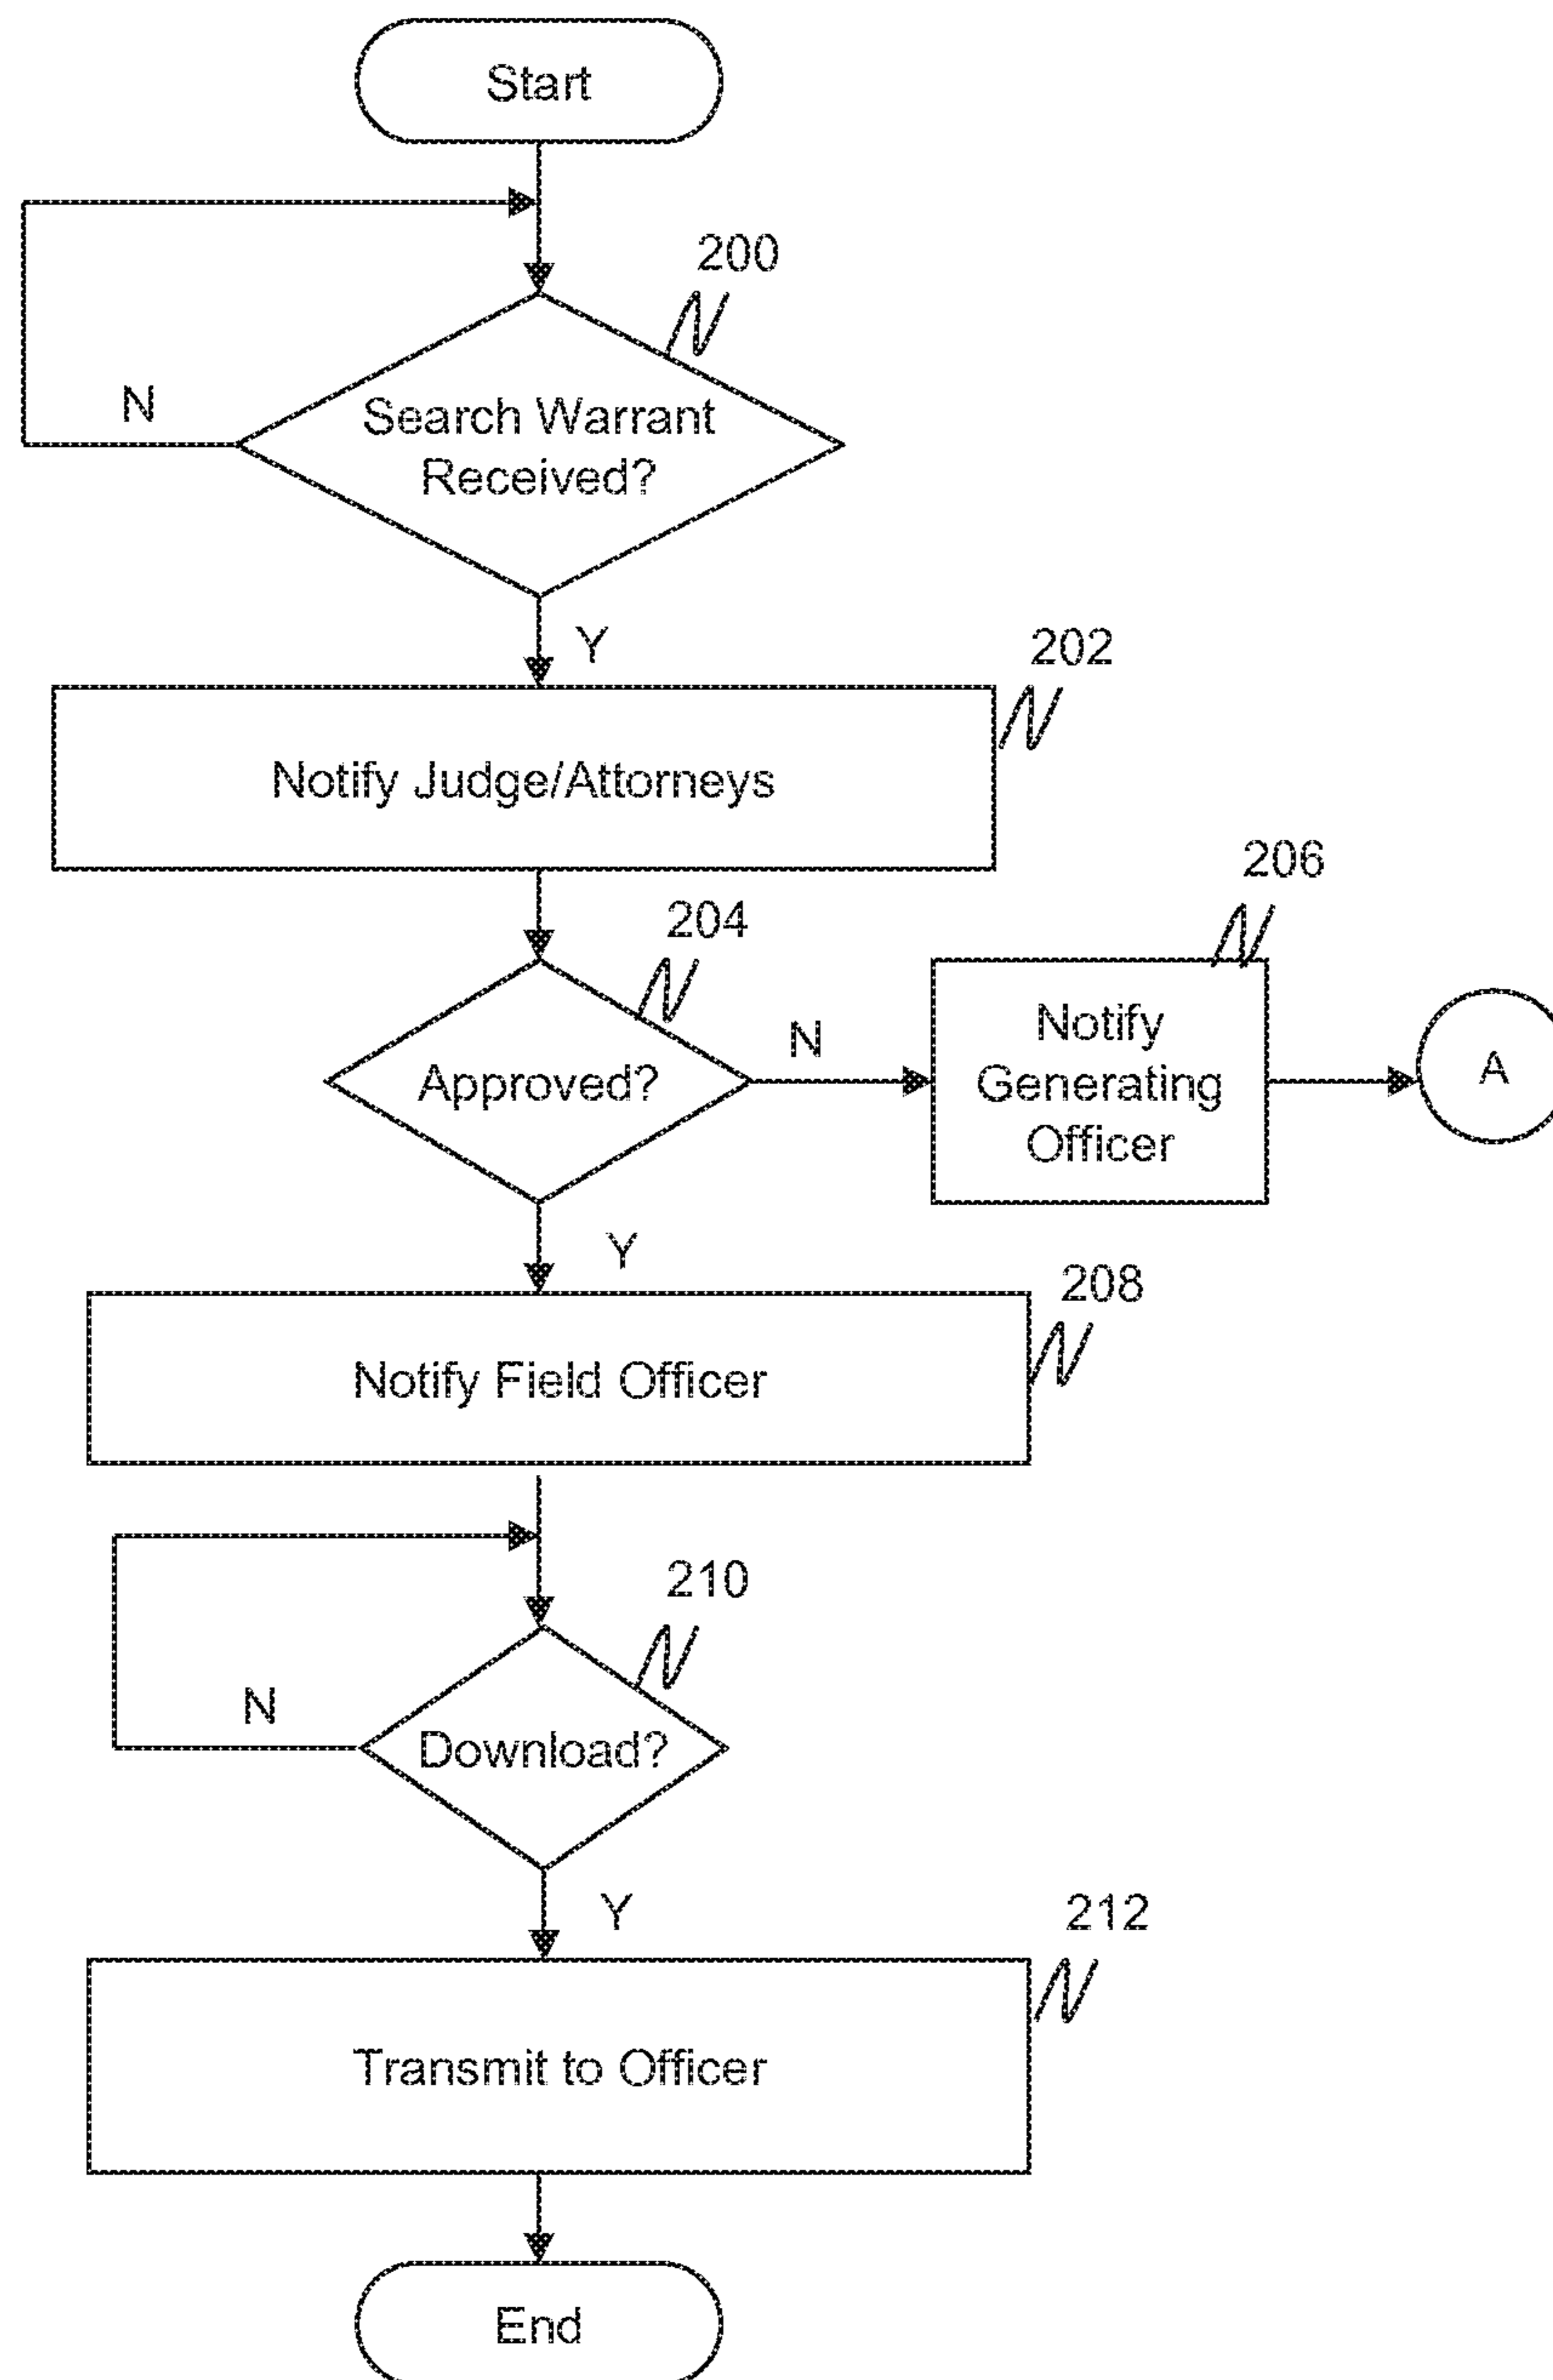 Start
200
N
Search Warrant
Received?
Y
202
Notify Judge/Attorneys
206
204
N
Notify
Generating
Officer
A
Approved?
Y
208
Notify Field Officer
210
N
Download?
Y
212
Transmit to Officer
End